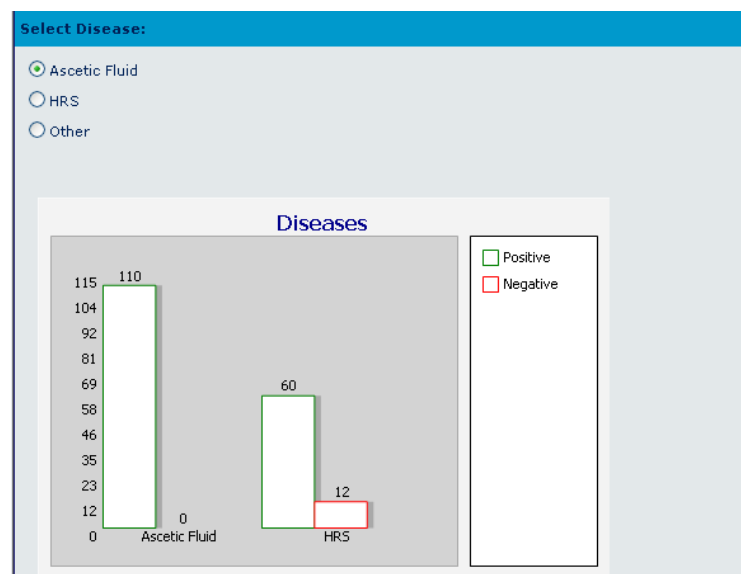 Select Disease:
Ascetic Fluid
HRS
Other
Diseases
115
104
92
81
69
58
46
35
23
12
0
110
0
60
12
Ascetic Fluid
HRS
Positive
Negative